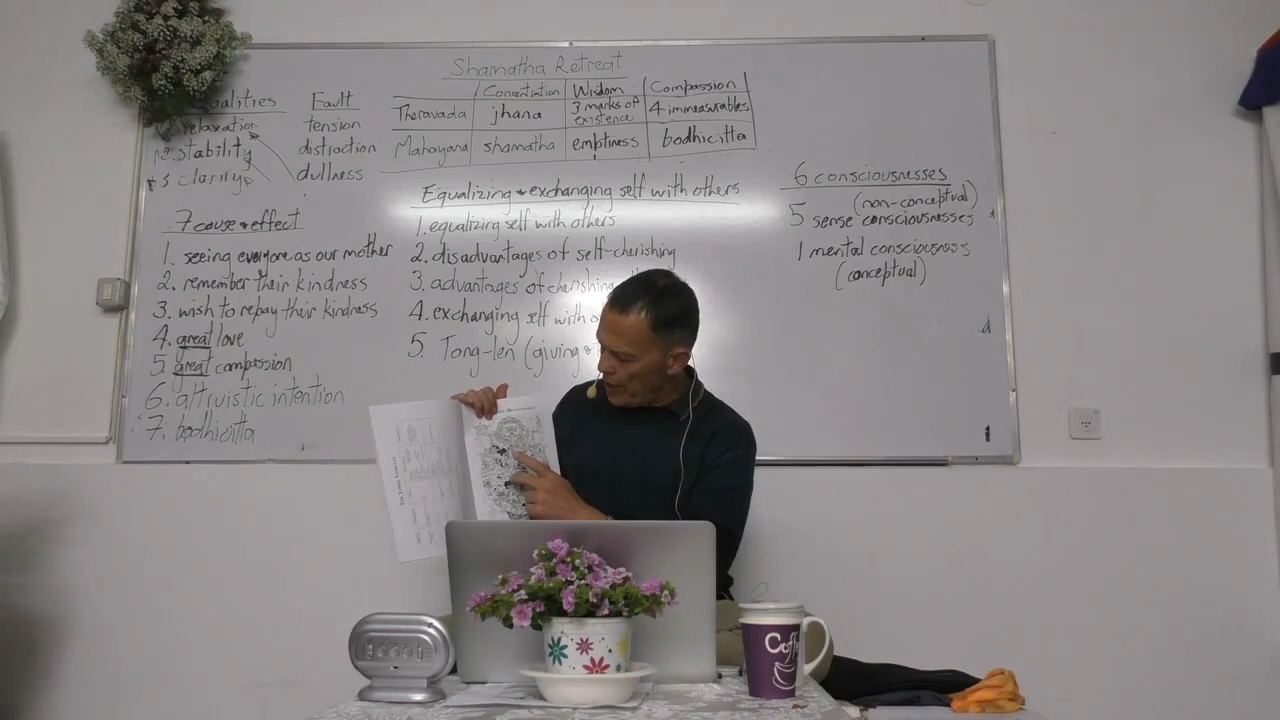 Shamatha Retreat
Concentration Wisdom Compassion
Theravada jhana 3 marks of existence 4 immeasurables
Mahayana shamatha emptiness bodhicitta
Fault
relaxation tension
2. stability distraction
3 clarity dullness
7 cause & effect
1. seeing everyone as our mother
2. remember their kindness
3. wish to repay their kindness
4. great love
5. great compassion
6. altruistic intention
7. bodhicitta
Equalizing & exchanging self with others
1. equalizing self with others
2. disadvantages of self-cherishing
3. advantages of cherishing
4. exchanging self with
5. Tong-len (giving &
6 consciousnesses
(non-conceptual)
5 sense consciousnesses
1 mental consciousness
(conceptual)